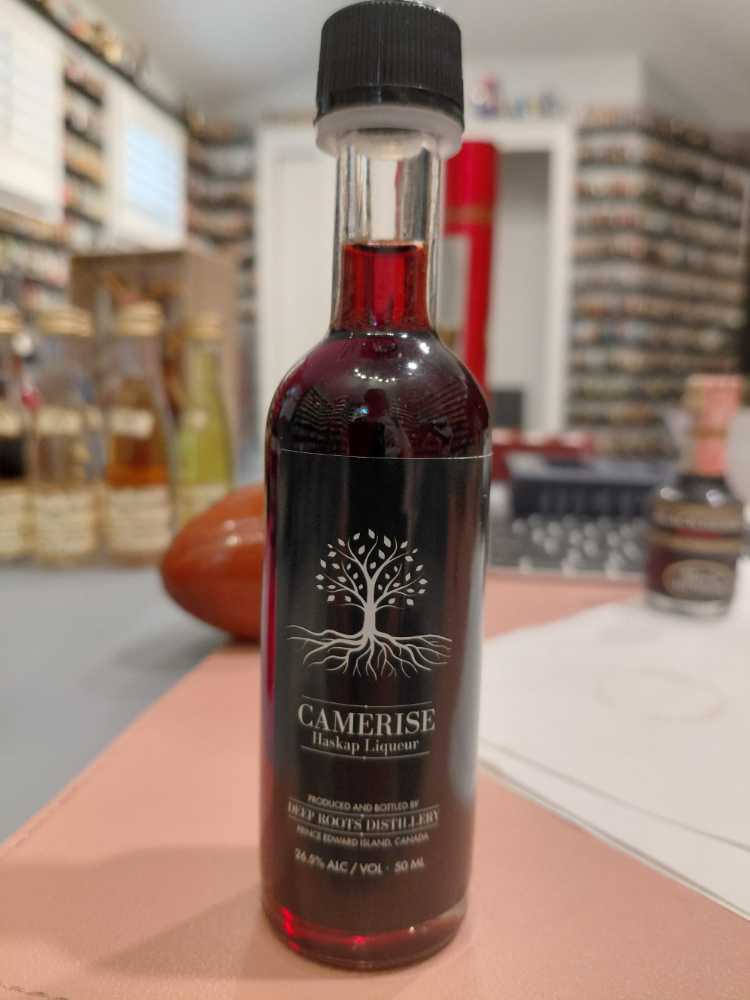 CAMERISE
Haskap Liqueur
PRODUCED AND BOTTLED BY
DEEP ROOTS DISTILLERY
PRINCE EDWARD ISLAND, CANADA
26.5% ALC / VOL · 50 ML